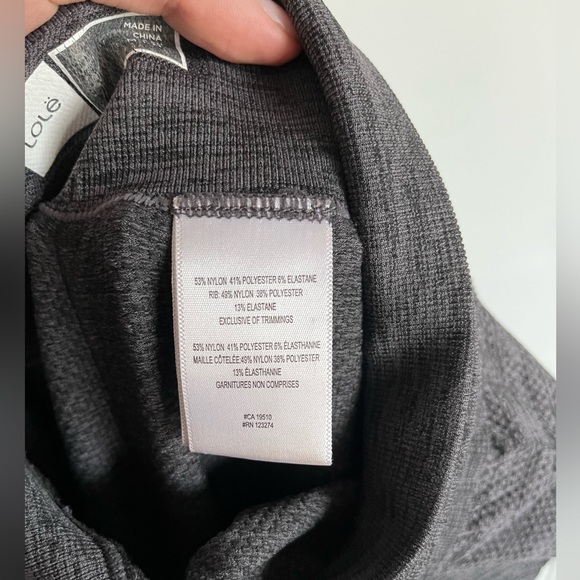 MADE IN
CHINA
LOLË
53% NYLON 41% POLYESTER 6% ELASTANE
RIB: 49% NYLON 38% POLYESTER
13% ELASTANE
EXCLUSIVE OF TRIMMINGS
53% NYLON 41% POLYESTER 6% ÉLASTHANNE
MAILLE CÔTELÉE:49% NYLON 38% POLYESTER
13% ÉLASTHANNE
GARNITURES NON COMPRISES
#CA 19510
#RN 123274